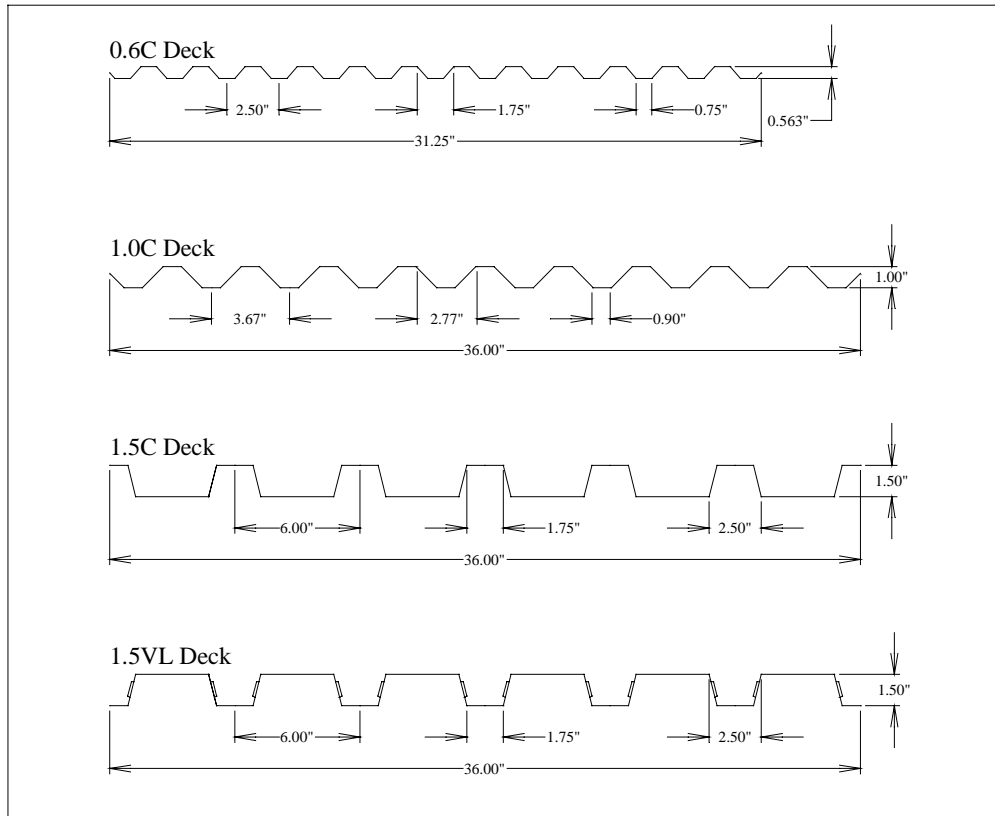 0.6C Deck
2.50" 1.75" 0.75" 0.563"
31.25"
1.0C Deck
1.00"
3.67" 2.77" 0.90"
36.00"
1.5C Deck
1.50"
6.00" 1.75" 2.50"
36.00"
1.5VL Deck
1.50"
6.00" 1.75" 2.50"
36.00"